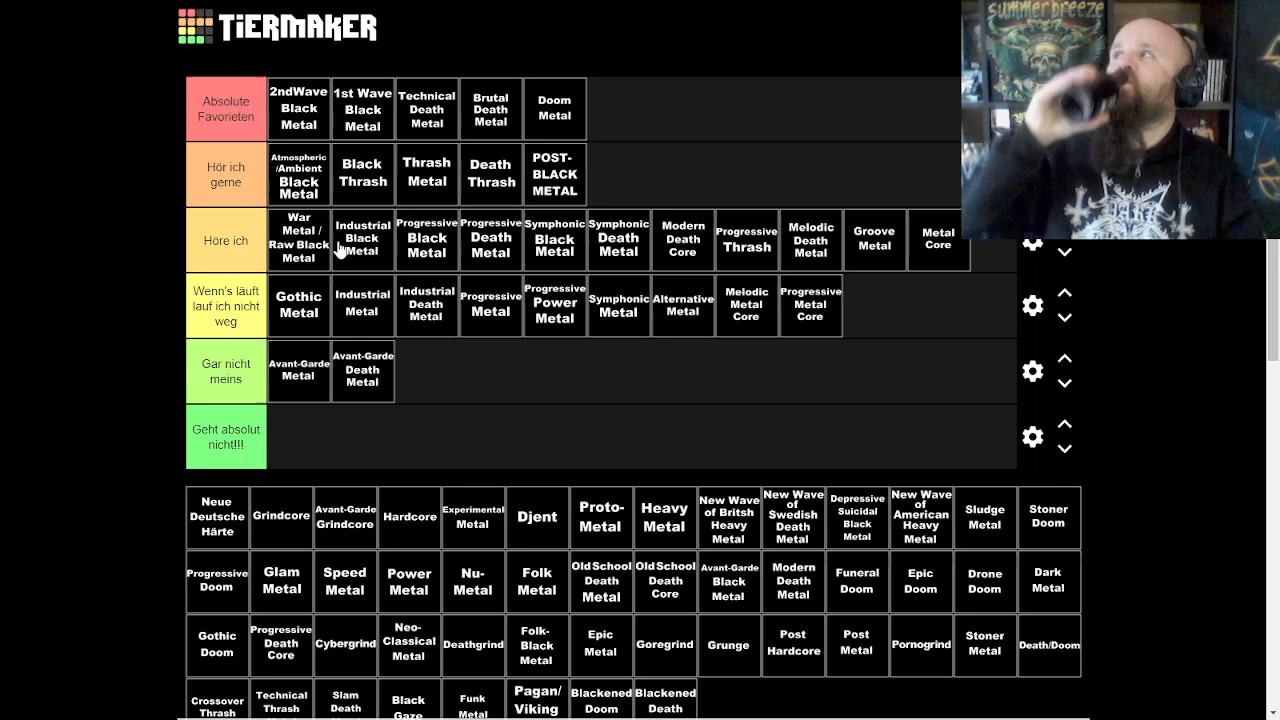 TiERMAKER
summerbreeze
Absolute
Favorieten
2ndWave
Black
Metal
1st Wave
Black
Metal
Technical
Death
Metal
Brutal
Death
Metal
Doom
Metal
Hör ich
gerne
Atmospheric
/Ambient
Black
Metal
Black
Thrash
Thrash
Metal
Death
Thrash
POST-
BLACK
METAL
Höre ich
War
Metal /
Raw Black
Metal
Industrial
Black
Metal
Progressive
Black
Metal
Progressive
Death
Metal
Symphonic
Black
Metal
Symphonic
Death
Metal
Modern
Death
Core
Progressive
Thrash
Melodic
Death
Metal
Groove
Metal
Metal
Core
Wenn's läuft
lauf ich nicht
weg
Gothic
Metal
Industrial
Metal
Industrial
Death
Metal
Progressive
Metal
Progressive
Power
Metal
Symphonic
Metal
Alternative
Metal
Melodic
Metal
Core
Progressive
Metal
Core
Gar nicht
meins
Avant-Garde
Metal
Avant-Garde
Death
Metal
Geht absolut
nicht!!!
Neue
Deutsche
Härte
Grindcore
Avant-Garde
Grindcore
Hardcore
Experimental
Metal
Djent
Proto-
Metal
Heavy
Metal
New Wave
of Britsh
Heavy
Metal
New Wave
of
Swedish
Death
Metal
Depressive
Suicidal
Black
Metal
New Wave
of
American
Heavy
Metal
Sludge
Metal
Stoner
Doom
Progressive
Doom
Glam
Metal
Speed
Metal
Power
Metal
Nu-
Metal
Folk
Metal
Old School
Death
Metal
Old School
Death
Core
Avant-Garde
Black
Metal
Modern
Death
Metal
Funeral
Doom
Epic
Doom
Drone
Doom
Dark
Metal
Gothic
Doom
Progressive
Death
Core
Cybergrind
Neo-
Classical
Metal
Deathgrind
Folk-
Black
Metal
Epic
Metal
Goregrind
Grunge
Post
Hardcore
Post
Metal
Pornogrind
Stoner
Metal
Death/Doom
Crossover
Thrash
Technical
Thrash
Slam
Death
Black
Gaze
Funk
Metal
Pagan/
Viking
Blackened
Doom
Blackened
Death